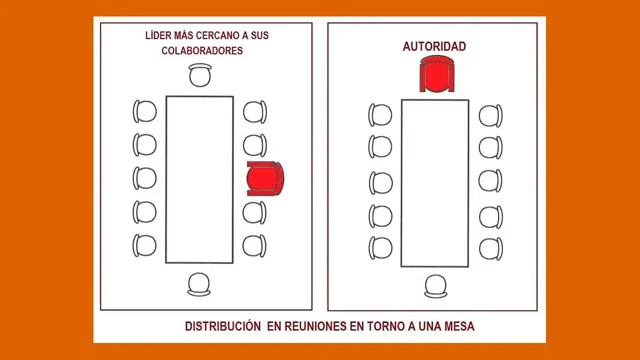 LÍDER MÁS CERCANO A SUS
COLABORADORES
AUTORIDAD
DISTRIBUCIÓN EN REUNIONES EN TORNO A UNA MESA